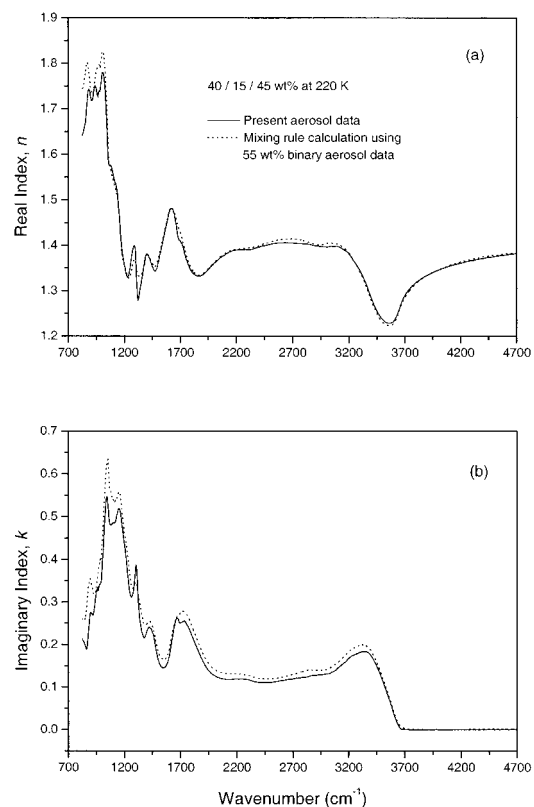 (a)
40 / 15 / 45 wt% at 220 K
Present aerosol data
Mixing rule calculation using
55 wt% binary aerosol data
Real Index, n
1.9
1.8
1.7
1.6
1.5
1.4
1.3
1.2
700 1200 1700 2200 2700 3200 3700 4200 4700
(b)
Imaginary Index, k
0.7
0.6
0.5
0.4
0.3
0.2
0.1
0.0
700 1200 1700 2200 2700 3200 3700 4200 4700
Wavenumber (cm-1)